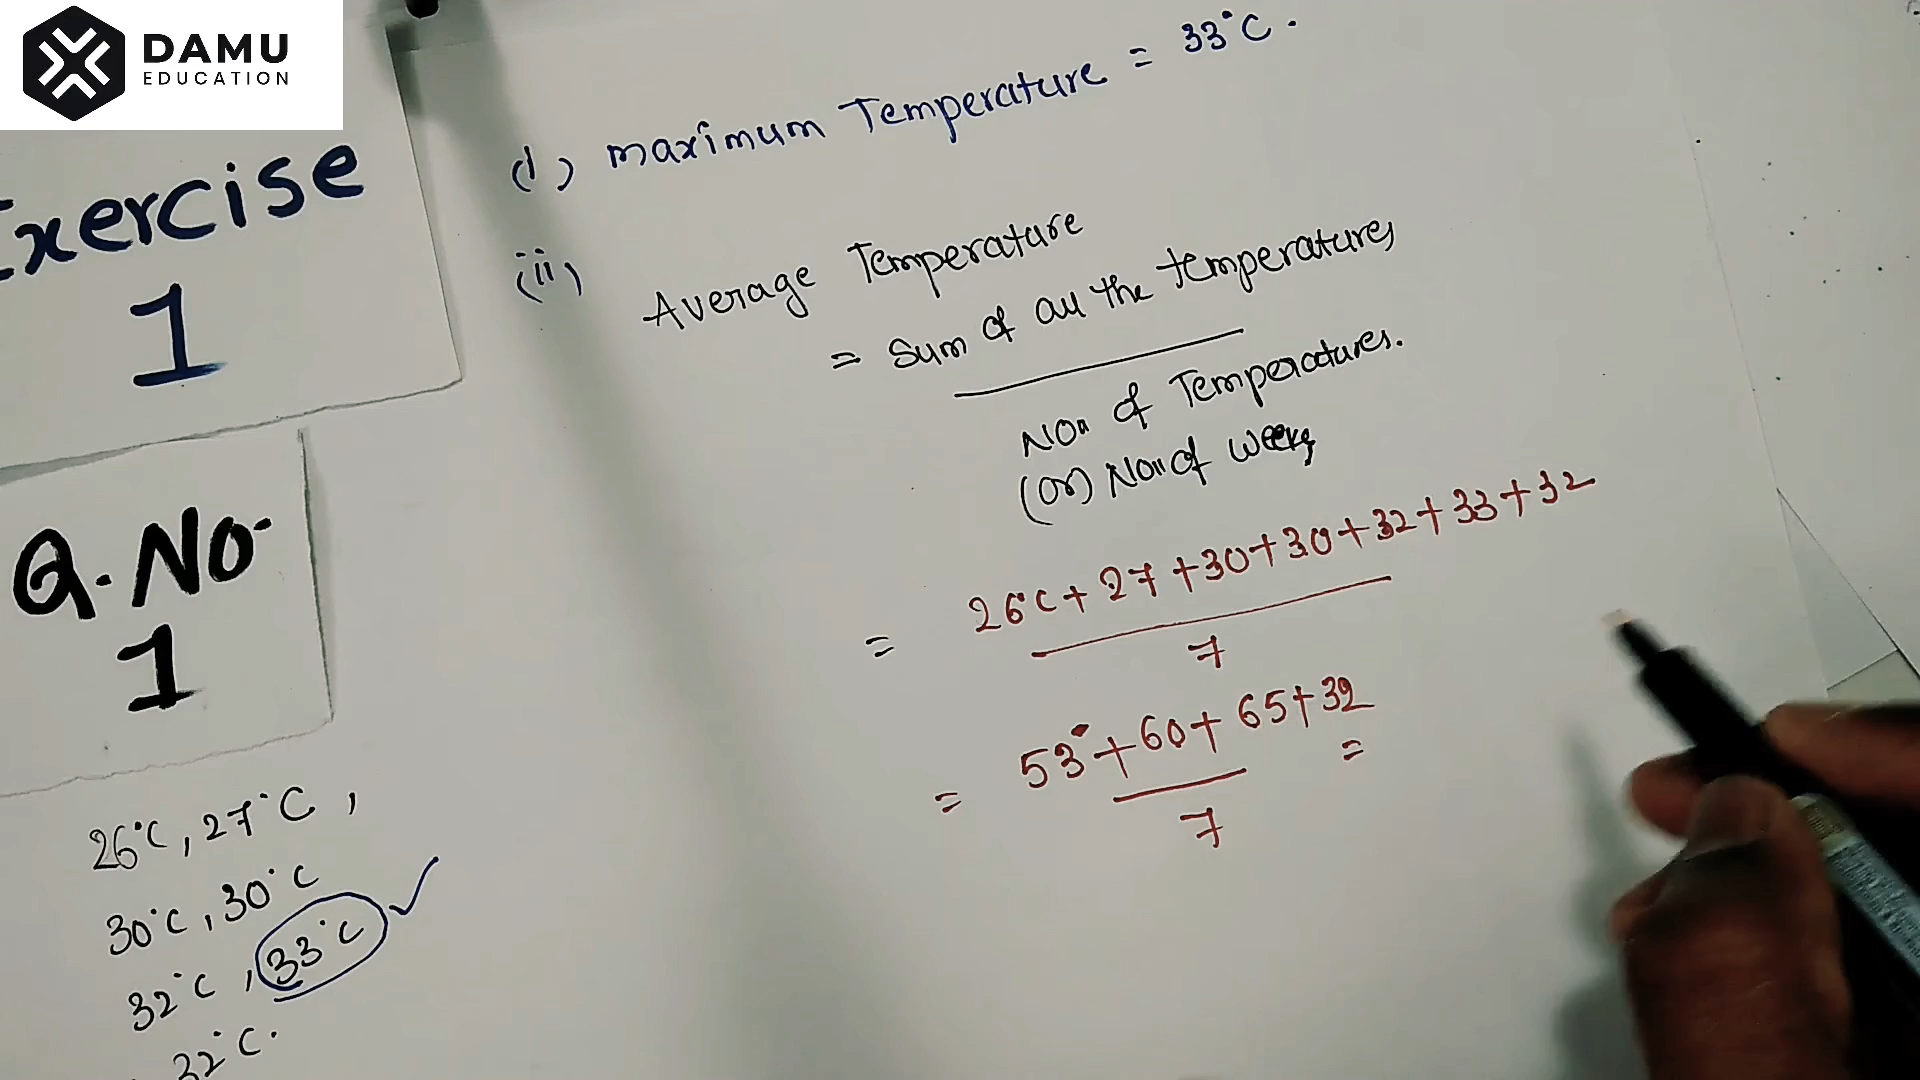 DAMU
EDUCATION
Exercise
1
Q.No.
1
26°C, 27°C,
30°C, 30°C
32°C, 33°C
32°C.
(i) maximum Temperature = 33°C.
(ii) Average Temperature
= Sum of all the temperatures
No" of Temperatures.
(or) No" of weeks
= 26°C + 27 + 30 + 30 + 32 + 33 + 32
7
= 53° + 60 + 65 + 32 =
7